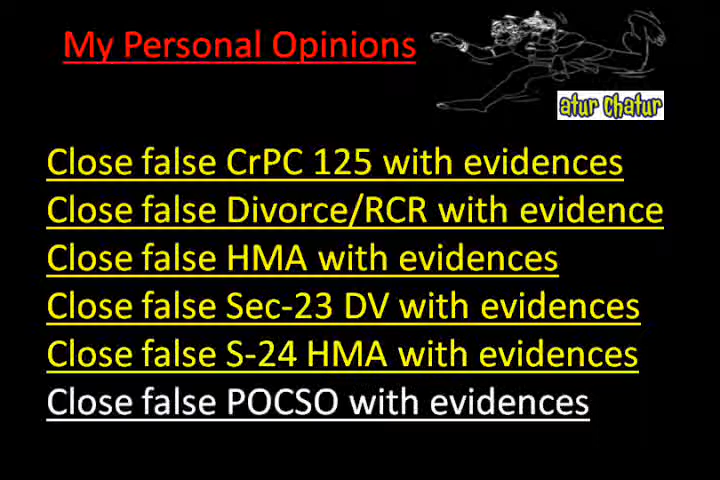 My Personal Opinions
atur chatur
Close false CrPC 125 with evidences
Close false Divorce/RCR with evidence
Close false HMA with evidences
Close false Sec-23 DV with evidences
Close false S-24 HMA with evidences
Close false POCSO with evidences